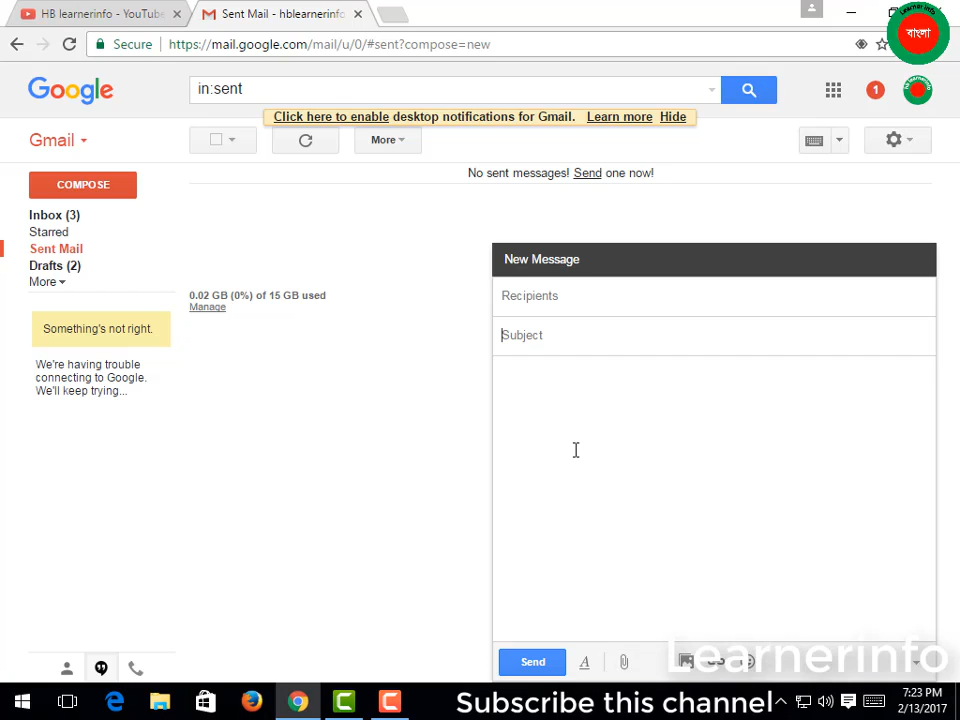 HB learnerinfo - YouTube
Sent Mail - hblearnerinfo
Learner info
বাংলা
Secure
https://mail.google.com/mail/u/0/#sent?compose=new
Google
in:sent
1
Click here to enable desktop notifications for Gmail. Learn more Hide
Gmail
More
No sent messages! Send one now!
COMPOSE
Inbox (3)
Starred
Sent Mail
Drafts (2)
More
New Message
Recipients
Subject
0.02 GB (0%) of 15 GB used
Manage
Something's not right.
We're having trouble
connecting to Google.
We'll keep trying...
Send
A
Learnerinfo
Subscribe this channel
7:23 PM
2/13/2017